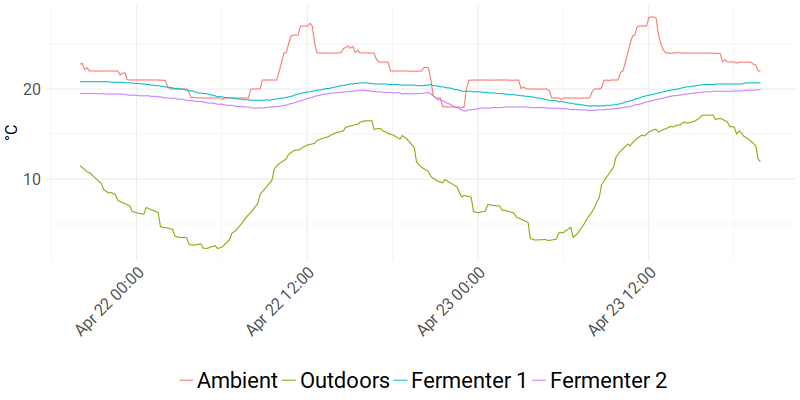 °C
20
10
Apr 22 00:00
Apr 22 12:00
Apr 23 00:00
Apr 23 12:00
Ambient Outdoors Fermenter 1 Fermenter 2